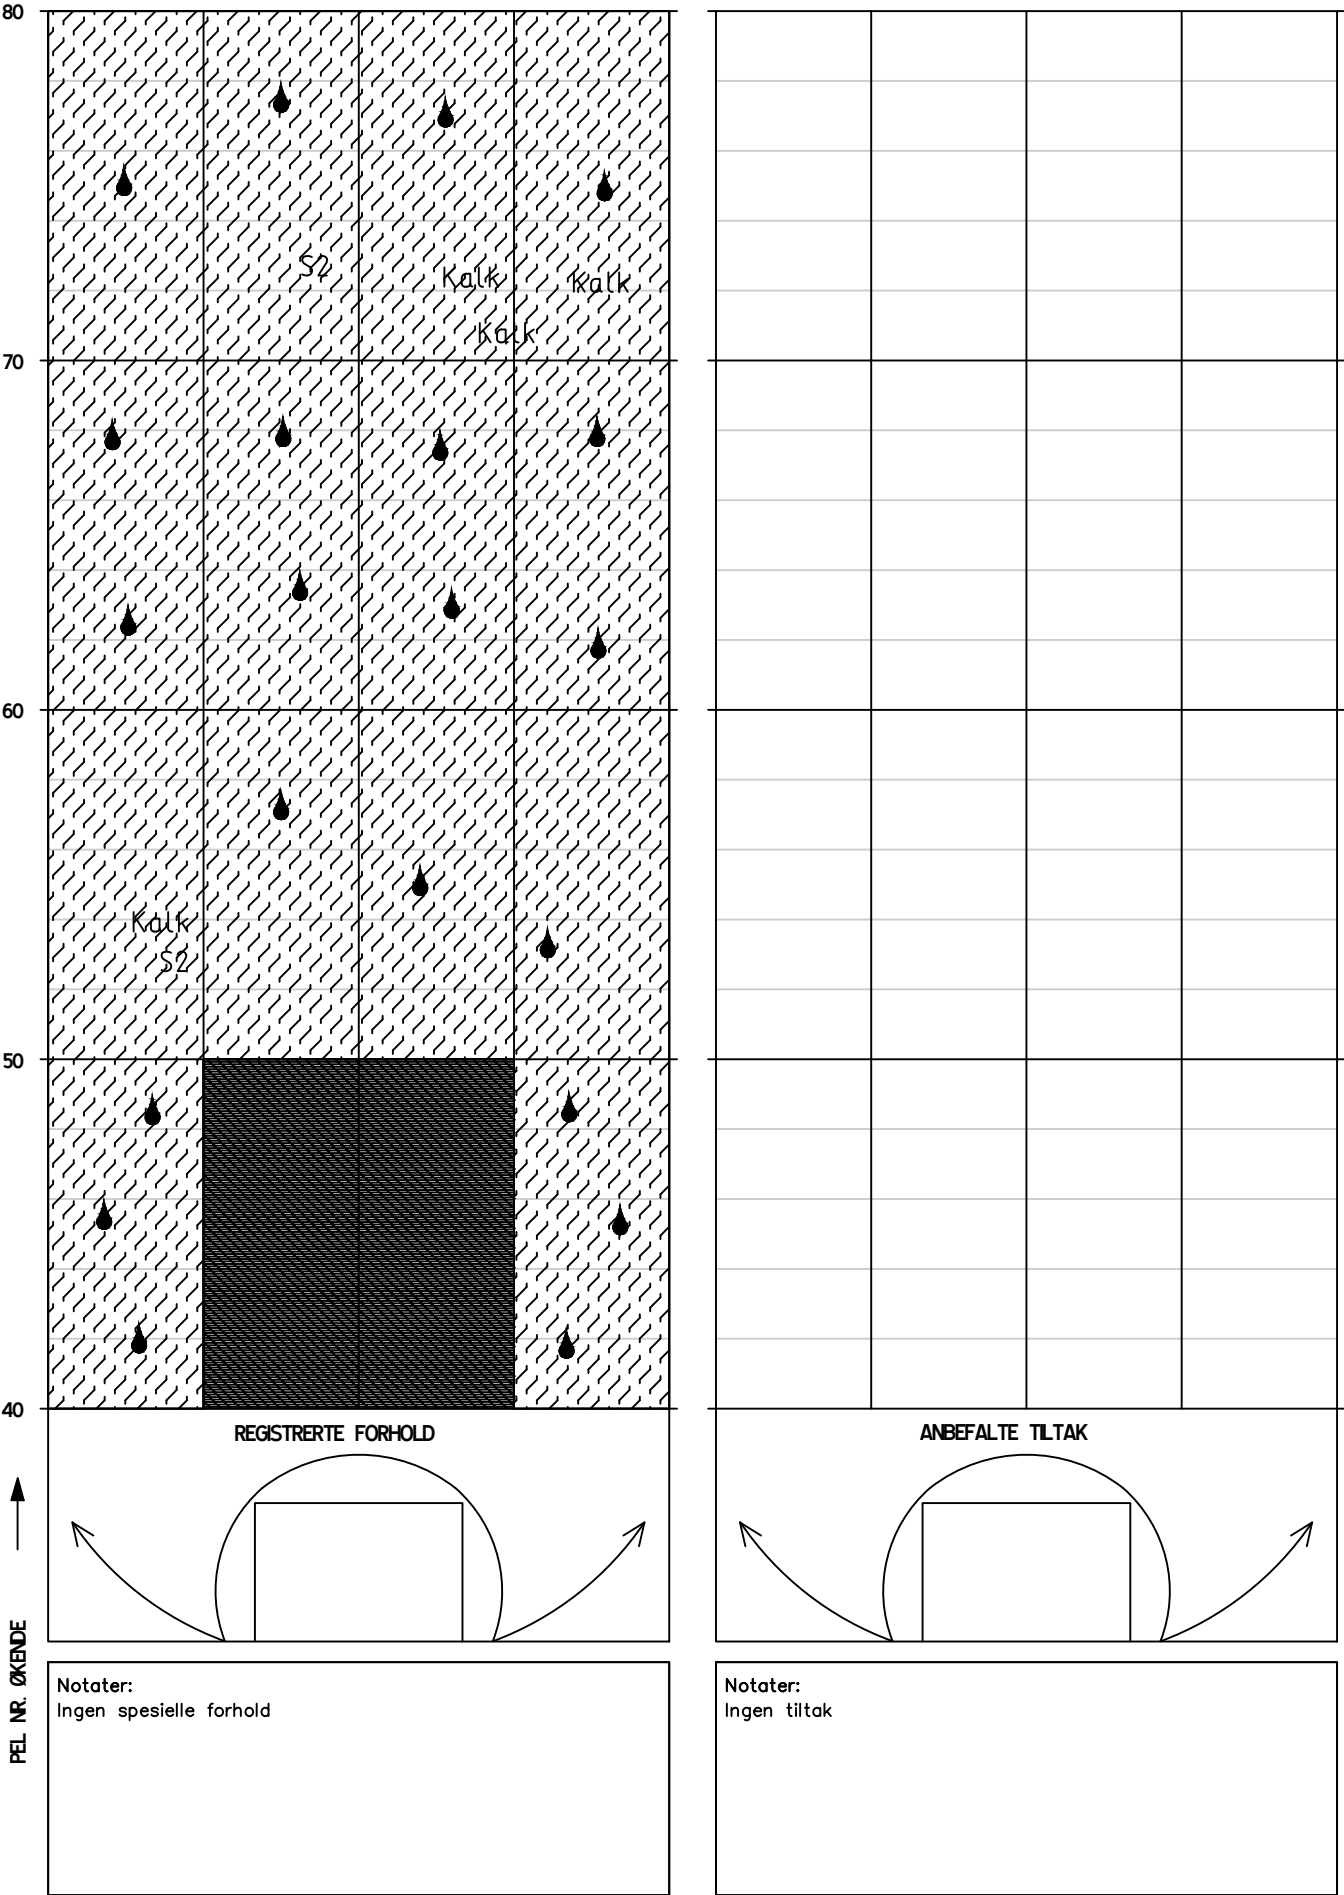 80
S2
Kalk
Kalk
Kalk
70
60
Kalk
S2
50
40
REGISTRERTE FORHOLD
ANBEFALTE TILTAK
PEL NR. ØKENDE
Notater:
Ingen spesielle forhold
Notater:
Ingen tiltak